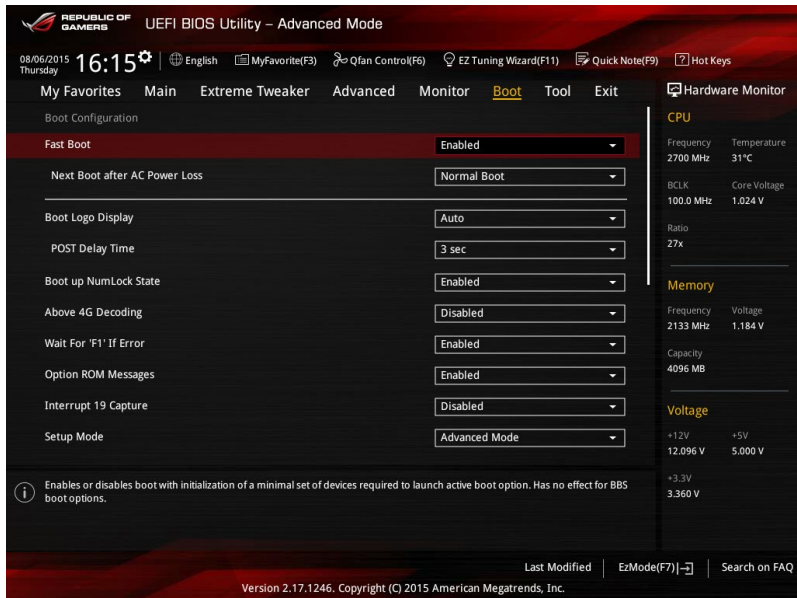 REPUBLIC OF
GAMERS
UEFI BIOS Utility – Advanced Mode
08/06/2015
Thursday
16:15
English
MyFavorite(F3)
Qfan Control(F6)
EZ Tuning Wizard(F11)
Quick Note(F9)
? Hot Keys
My Favorites Main Extreme Tweaker Advanced Monitor Boot Tool Exit
Boot Configuration
Fast Boot Enabled
Next Boot after AC Power Loss Normal Boot
Boot Logo Display Auto
POST Delay Time 3 sec
Boot up NumLock State Enabled
Above 4G Decoding Disabled
Wait For 'F1' If Error Enabled
Option ROM Messages Enabled
Interrupt 19 Capture Disabled
Setup Mode Advanced Mode
Enables or disables boot with initialization of a minimal set of devices required to launch active boot option. Has no effect for BBS
boot options.
Hardware Monitor
CPU
Frequency Temperature
2700 MHz 31°C
BCLK Core Voltage
100.0 MHz 1.024 V
Ratio
27x
Memory
Frequency Voltage
2133 MHz 1.184 V
Capacity
4096 MB
Voltage
+12V +5V
12.096 V 5.000 V
+3.3V
3.360 V
Last Modified
EzMode(F7)
Search on FAQ
Version 2.17.1246. Copyright (C) 2015 American Megatrends, Inc.